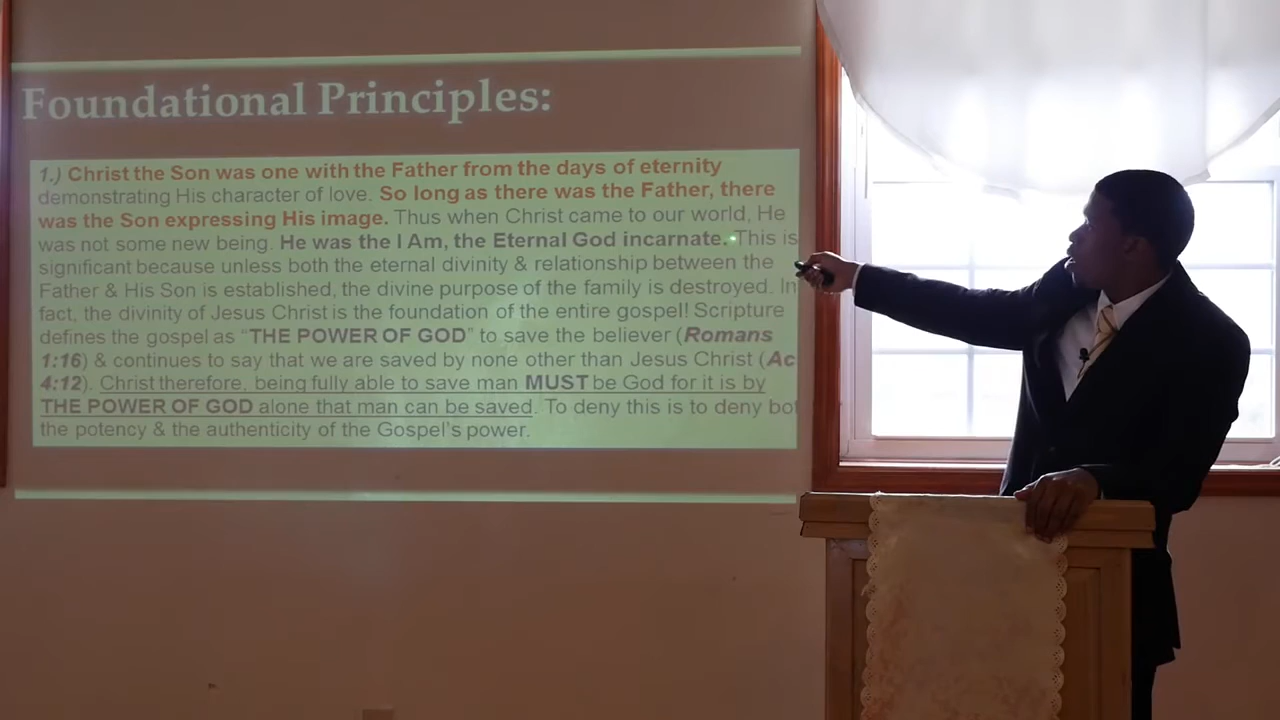 Foundational Principles:
1.) Christ the Son was one with the Father from the days of eternity
demonstrating His character of love. So long as there was the Father, there
was the Son expressing His image. Thus when Christ came to our world, He
was not some new being. He was the I Am, the Eternal God incarnate. This is
significant because unless both the eternal divinity & relationship between the
Father & His Son is established, the divine purpose of the family is destroyed. In
fact, the divinity of Jesus Christ is the foundation of the entire gospel! Scripture
defines the gospel as “THE POWER OF GOD” to save the believer (Romans
1:16) & continues to say that we are saved by none other than Jesus Christ (Ac
4:12). Christ therefore, being fully able to save man MUST be God for it is by
THE POWER OF GOD alone that man can be saved. To deny this is to deny bot
the potency & the authenticity of the Gospel’s power.